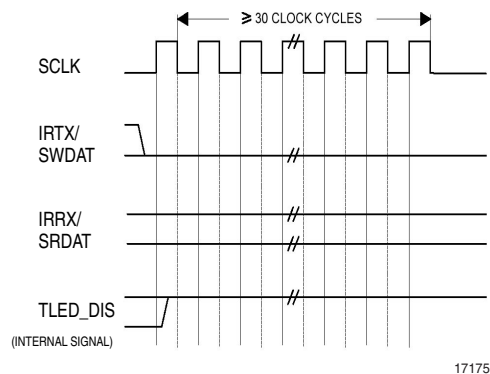 ≥ 30 CLOCK CYCLES
SCLK
IRTX/
SWDAT
IRRX/
SRDAT
TLED_DIS
(INTERNAL SIGNAL)
17175